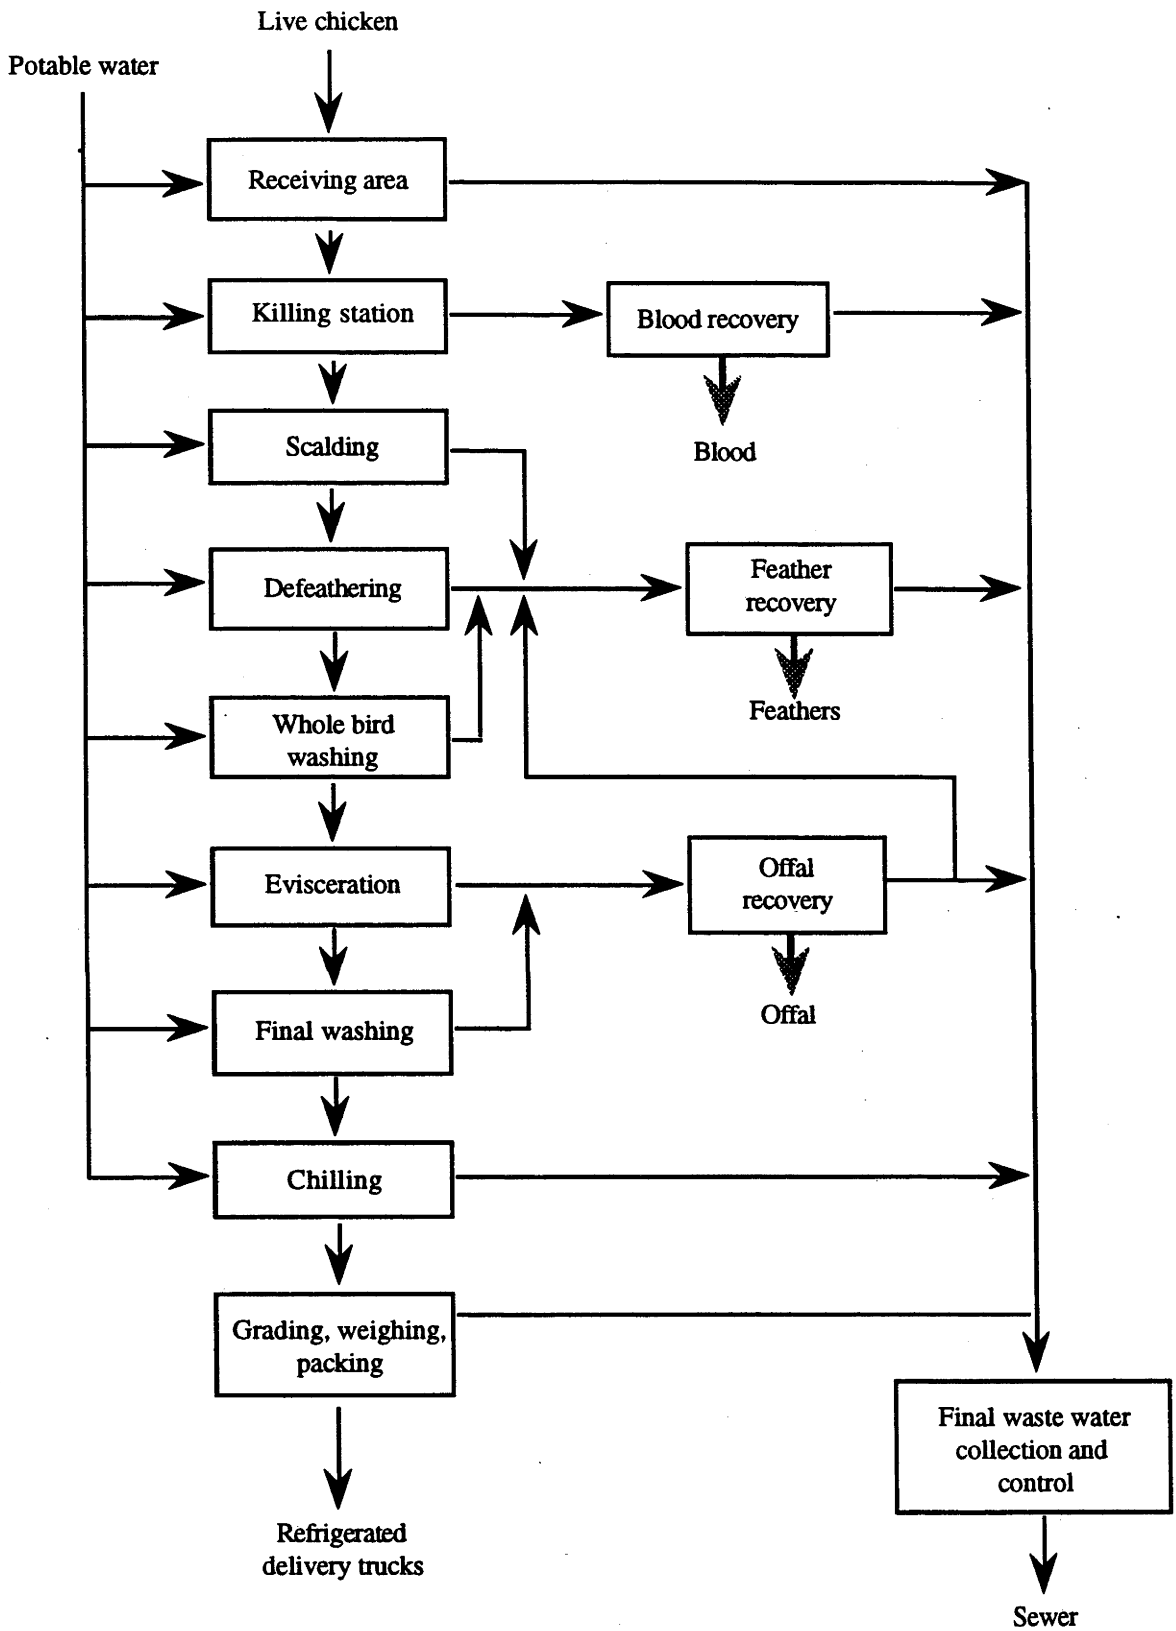 Live chicken
Potable water
Receiving area
Killing station
Blood recovery
Scalding
Blood
Defeathering
Feather
recovery
Feathers
Whole bird
washing
Evisceration
Offal
recovery
Offal
Final washing
Chilling
Grading, weighing,
packing
Final waste water
collection and
control
Refrigerated
delivery trucks
Sewer